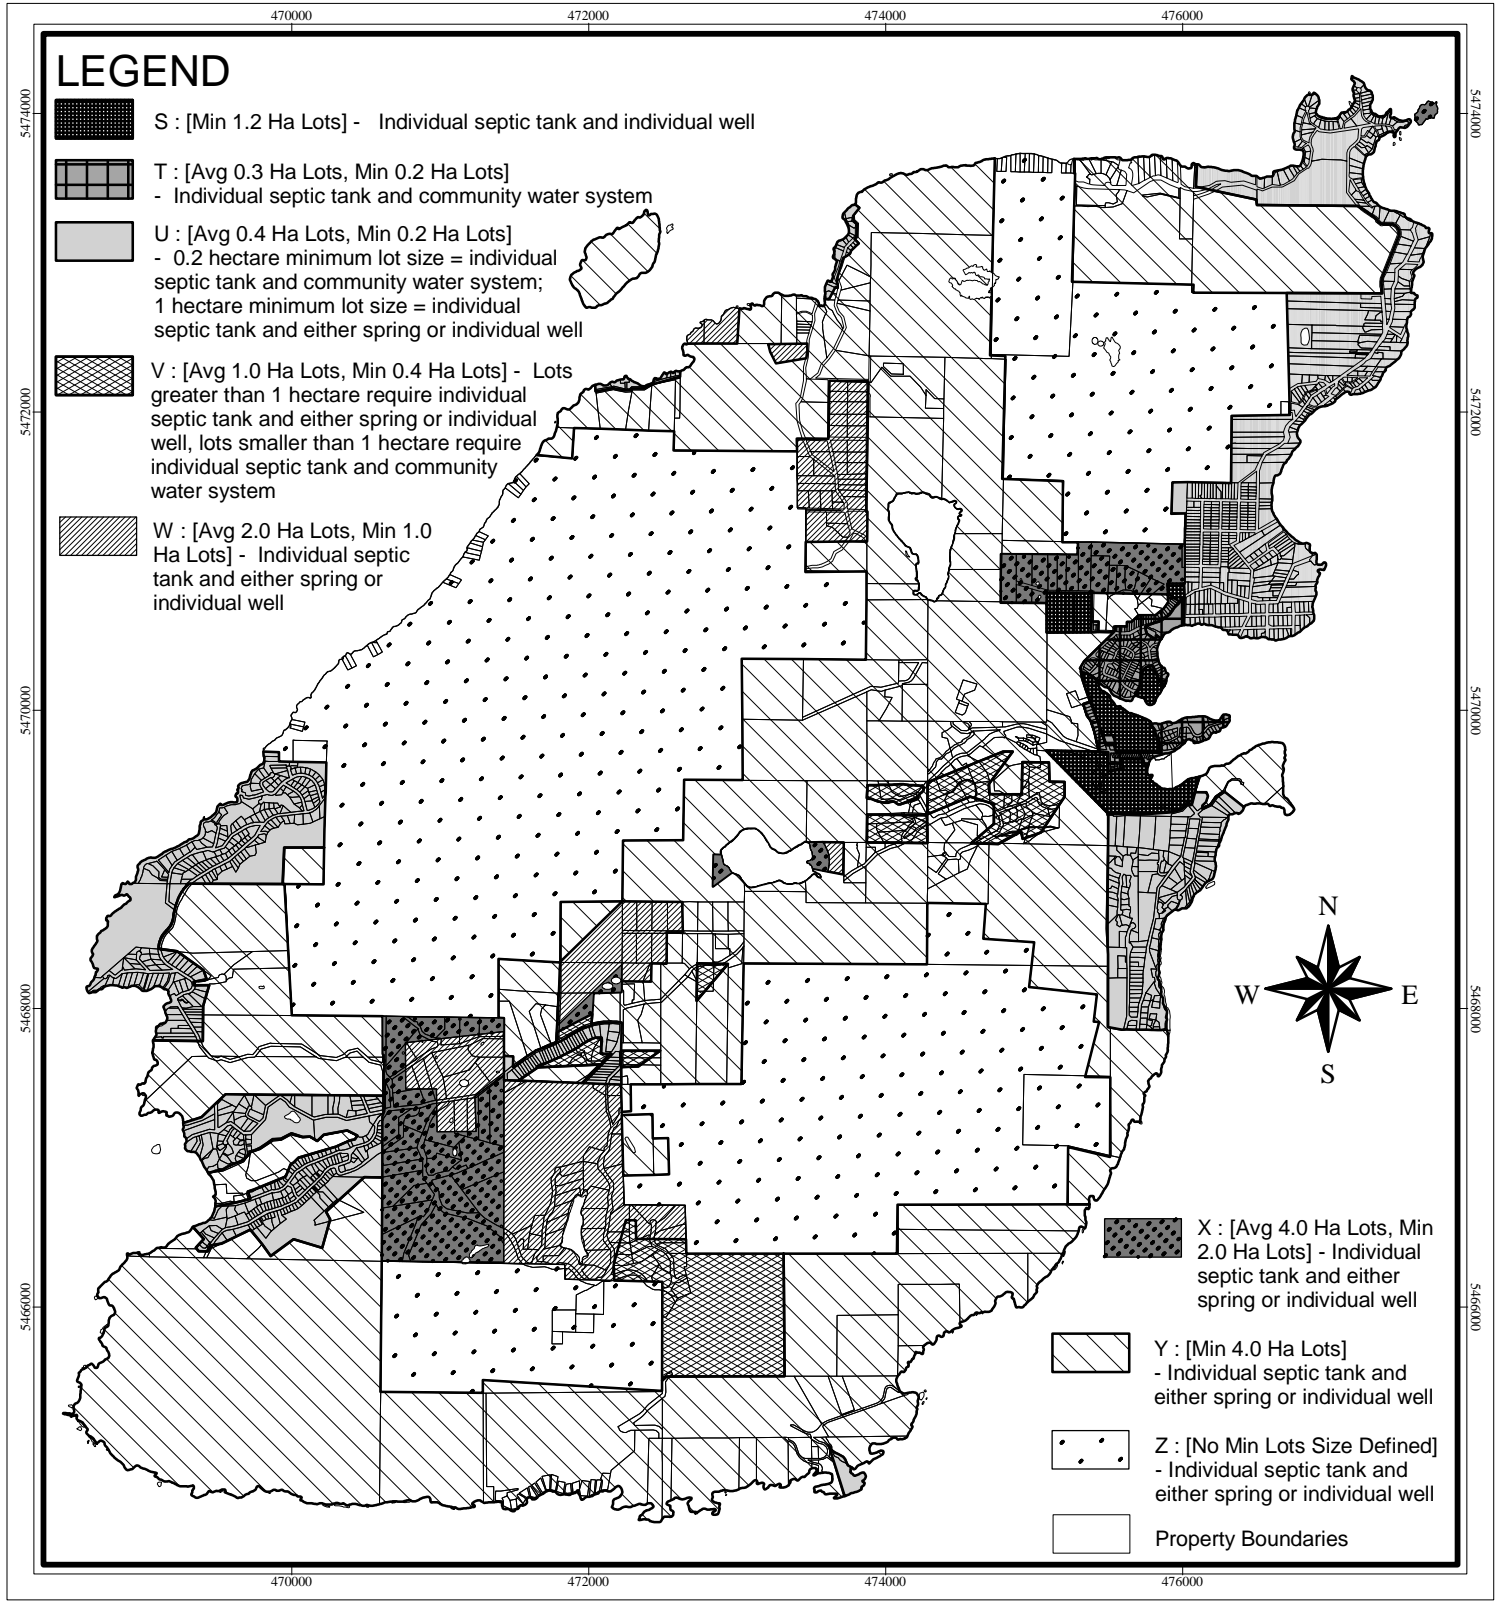 470000
472000
474000
476000
5474000
5472000
5470000
5468000
5466000
LEGEND
S : [Min 1.2 Ha Lots] - Individual septic tank and individual well
T : [Avg 0.3 Ha Lots, Min 0.2 Ha Lots]
- Individual septic tank and community water system
U : [Avg 0.4 Ha Lots, Min 0.2 Ha Lots]
- 0.2 hectare minimum lot size = individual
septic tank and community water system;
1 hectare minimum lot size = individual
septic tank and either spring or individual well
V : [Avg 1.0 Ha Lots, Min 0.4 Ha Lots] - Lots
greater than 1 hectare require individual
septic tank and either spring or individual
well, lots smaller than 1 hectare require
individual septic tank and community
water system
W : [Avg 2.0 Ha Lots, Min 1.0
Ha Lots] - Individual septic
tank and either spring or
individual well
N
W
E
S
X : [Avg 4.0 Ha Lots, Min
2.0 Ha Lots] - Individual
septic tank and either
spring or individual well
Y : [Min 4.0 Ha Lots]
- Individual septic tank and
either spring or individual well
Z : [No Min Lots Size Defined]
- Individual septic tank and
either spring or individual well
Property Boundaries
5474000
5472000
5470000
5468000
5466000
470000
472000
474000
476000